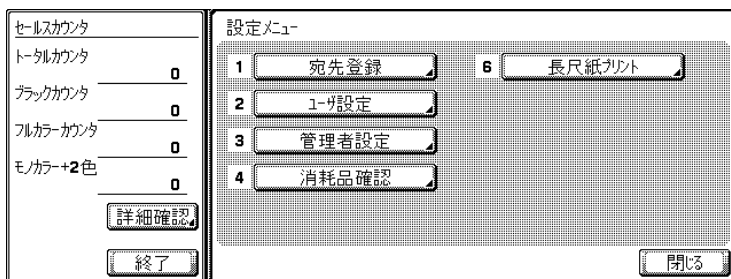 セールスカウンタ
トータルカウンタ
0
ブラックカウンタ
0
フルカラーカウンタ
0
モノカラー+2色
0
詳細確認
終了
設定メニュー
1 宛先登録
6 長尺紙プリント
2 ユーザ設定
3 管理者設定
4 消耗品確認
閉じる